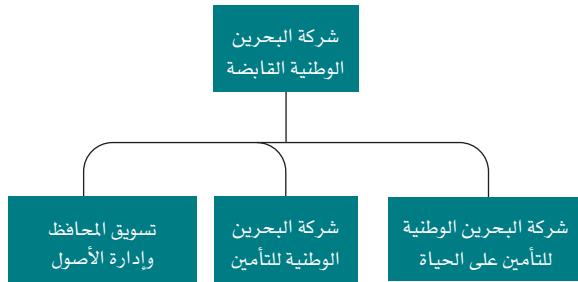 شركة البحرين
الوطنية القابضة
شركة البحرين الوطنية
للتأمين على الحياة
شركة البحرين
الوطنية للتأمين
تسويق المحافظ
وإدارة الأصول